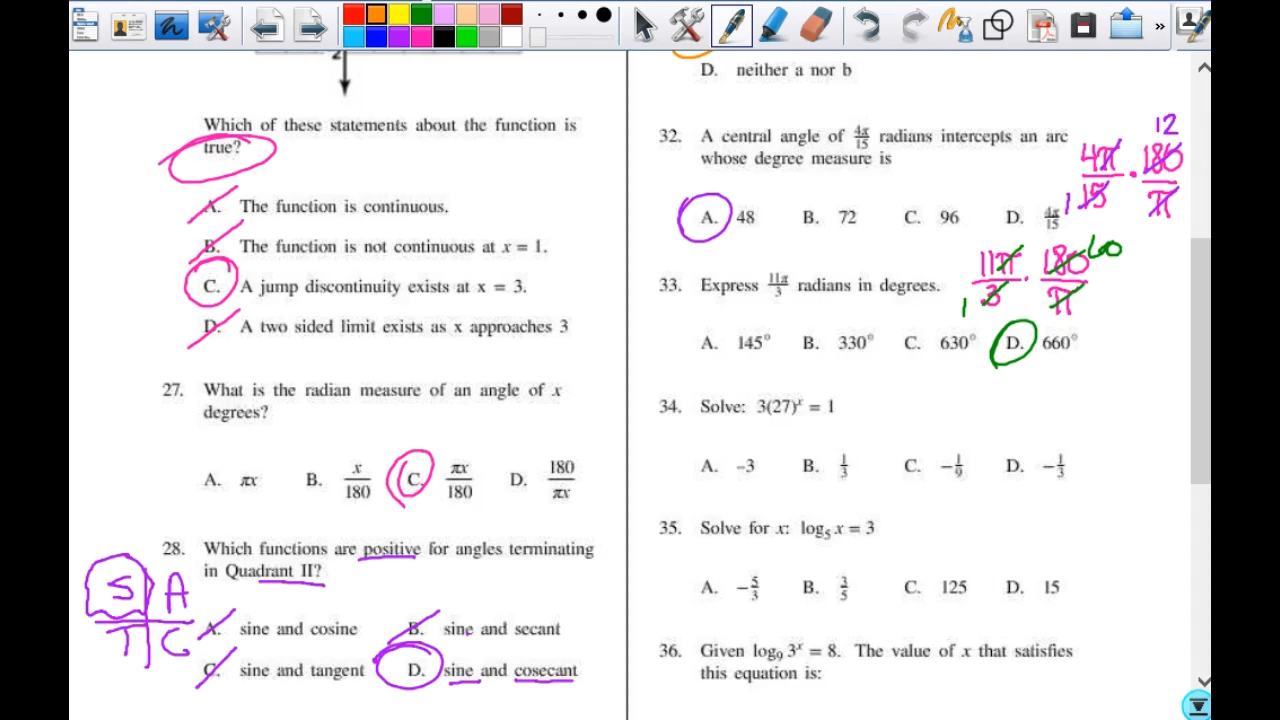 2
Which of these statements about the function is
true?
A. The function is continuous.
B. The function is not continuous at x = 1.
C. A jump discontinuity exists at x = 3.
D. A two sided limit exists as x approaches 3
27. What is the radian measure of an angle of x
degrees?
A. πx B. x/180 C. πx/180 D. 180/πx
28. Which functions are positive for angles terminating
in Quadrant II?
S A
T C
A. sine and cosine B. sine and secant
C. sine and tangent D. sine and cosecant
D. neither a nor b
32. A central angle of 4π/15 radians intercepts an arc
whose degree measure is
12
4π/15 · 180/π
1
A. 48 B. 72 C. 96 D. 4π/15
11π/3 · 180/π 60
1
33. Express 11π/3 radians in degrees.
A. 145° B. 330° C. 630° D. 660°
34. Solve: 3(27)ˣ = 1
A. –3 B. 1/3 C. –1/9 D. –1/3
35. Solve for x: log₅ x = 3
A. –5/3 B. 3/5 C. 125 D. 15
36. Given log₉ 3ˣ = 8. The value of x that satisfies
this equation is:
»